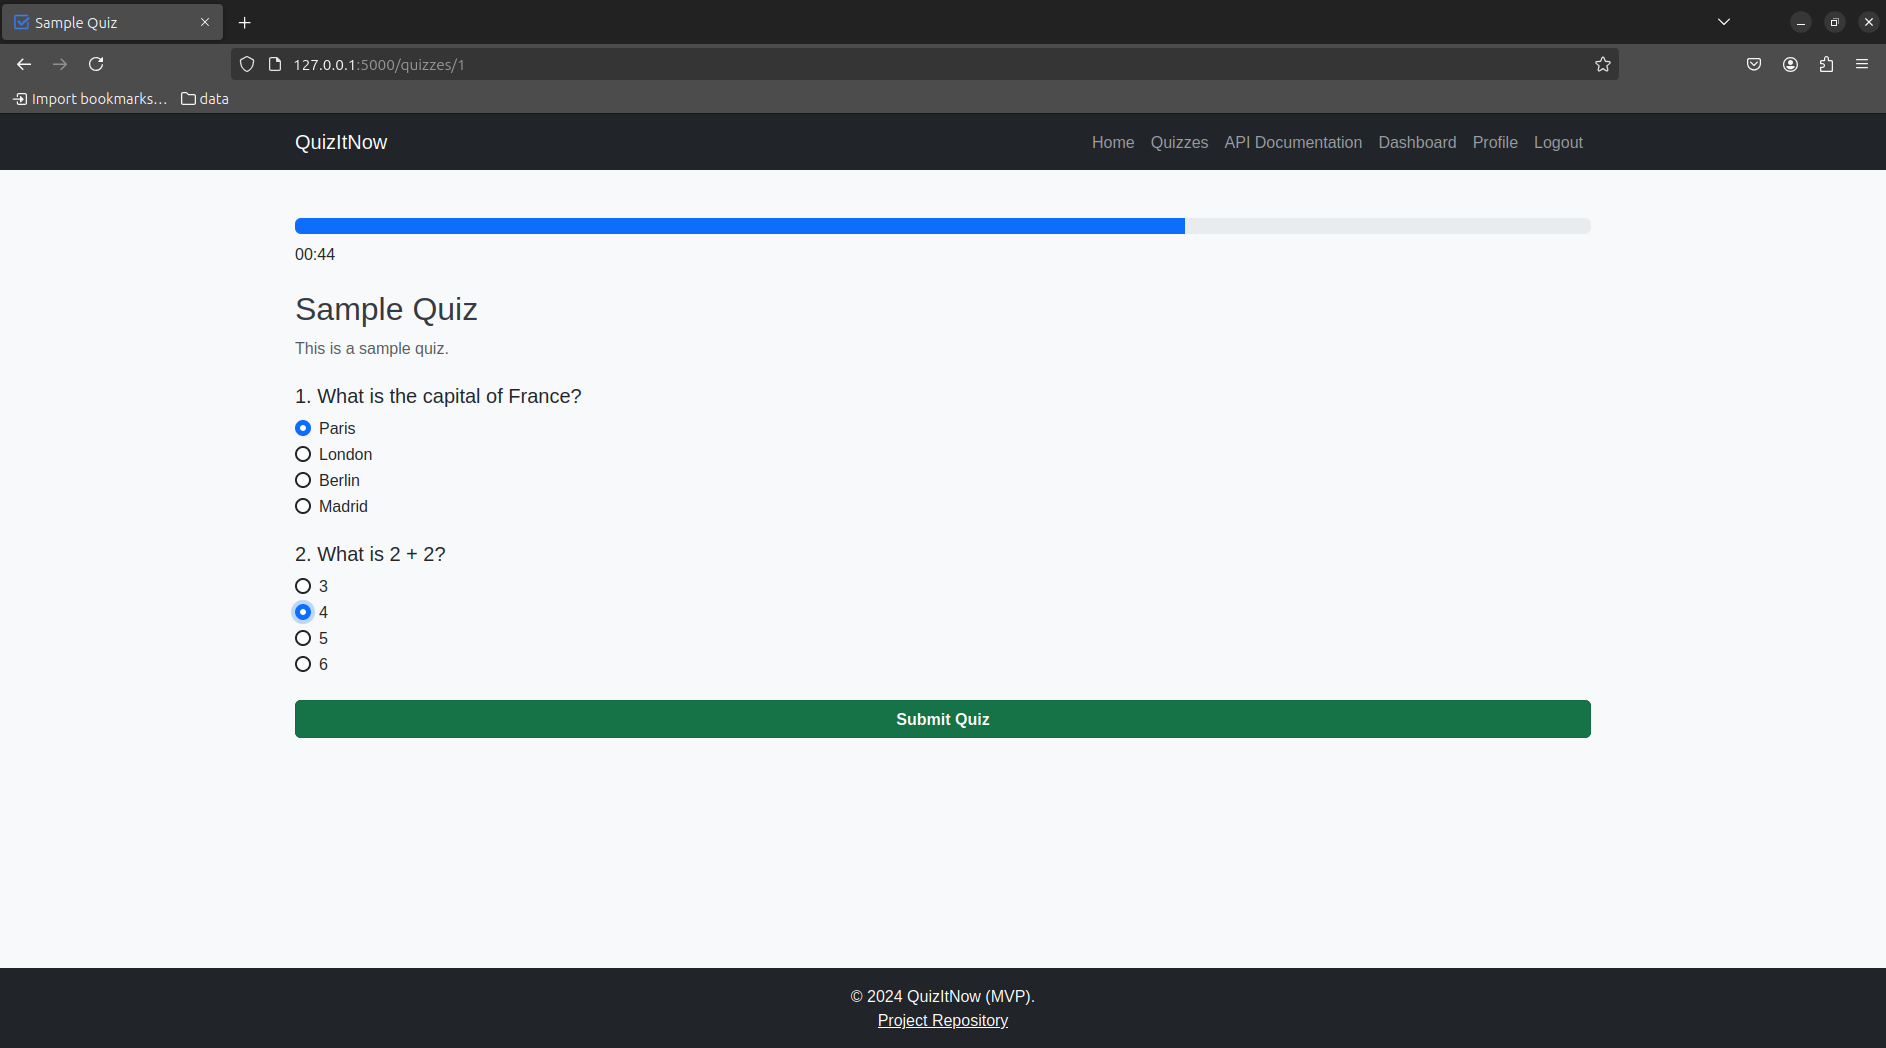 Sample Quiz
127.0.0.1:5000/quizzes/1
Import bookmarks… data
QuizItNow Home Quizzes API Documentation Dashboard Profile Logout
00:44
Sample Quiz
This is a sample quiz.
1. What is the capital of France?
Paris
London
Berlin
Madrid
2. What is 2 + 2?
3
4
5
6
Submit Quiz
© 2024 QuizItNow (MVP).
Project Repository